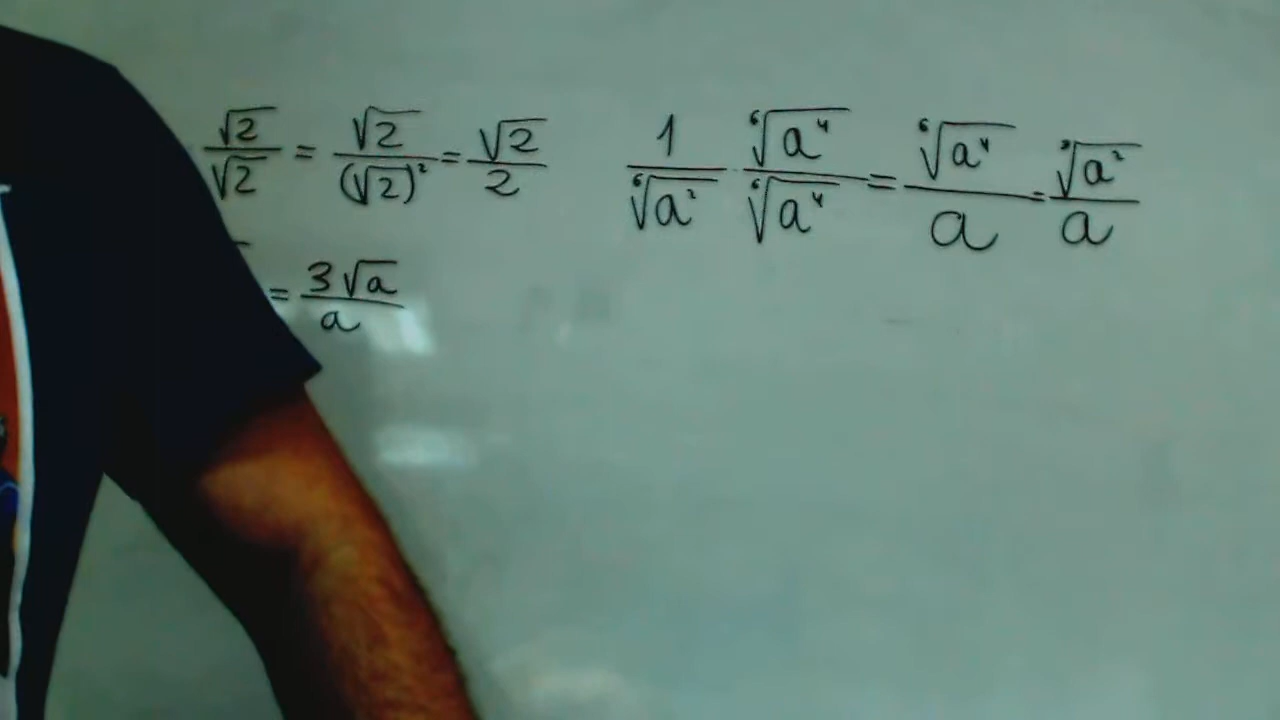 √2/√2 = √2/(√2)² = √2/2
1/⁶√a² · ⁶√a⁴/⁶√a⁴ = ⁶√a⁴/a = ³√a²/a
= 3√a/a